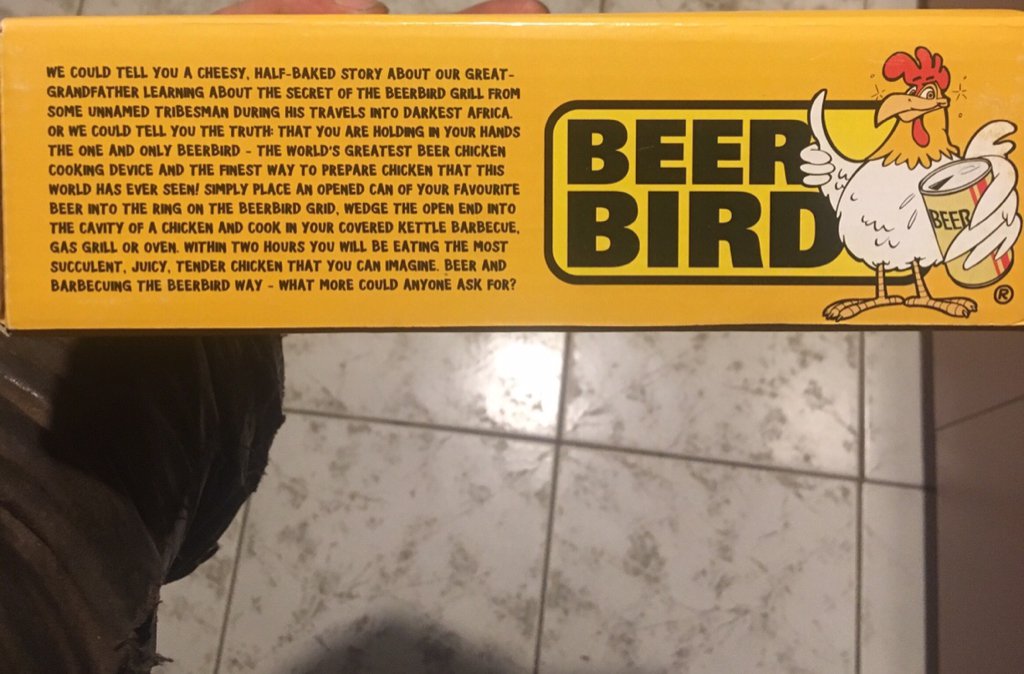 WE COULD TELL YOU A CHEESY, HALF-BAKED STORY ABOUT OUR GREAT-
GRANDFATHER LEARNING ABOUT THE SECRET OF THE BEERBIRD GRILL FROM
SOME UNNAMED TRIBESMAN DURING HIS TRAVELS INTO DARKEST AFRICA.
OR WE COULD TELL YOU THE TRUTH: THAT YOU ARE HOLDING IN YOUR HANDS
THE ONE AND ONLY BEERBIRD - THE WORLD'S GREATEST BEER CHICKEN
COOKING DEVICE AND THE FINEST WAY TO PREPARE CHICKEN THAT THIS
WORLD HAS EVER SEEN! SIMPLY PLACE AN OPENED CAN OF YOUR FAVOURITE
BEER INTO THE RING ON THE BEERBIRD GRID, WEDGE THE OPEN END INTO
THE CAVITY OF A CHICKEN AND COOK IN YOUR COVERED KETTLE BARBECUE,
GAS GRILL OR OVEN. WITHIN TWO HOURS YOU WILL BE EATING THE MOST
SUCCULENT, JUICY, TENDER CHICKEN THAT YOU CAN IMAGINE. BEER AND
BARBECUING THE BEERBIRD WAY - WHAT MORE COULD ANYONE ASK FOR?
BEER
BIRD
BEER
®